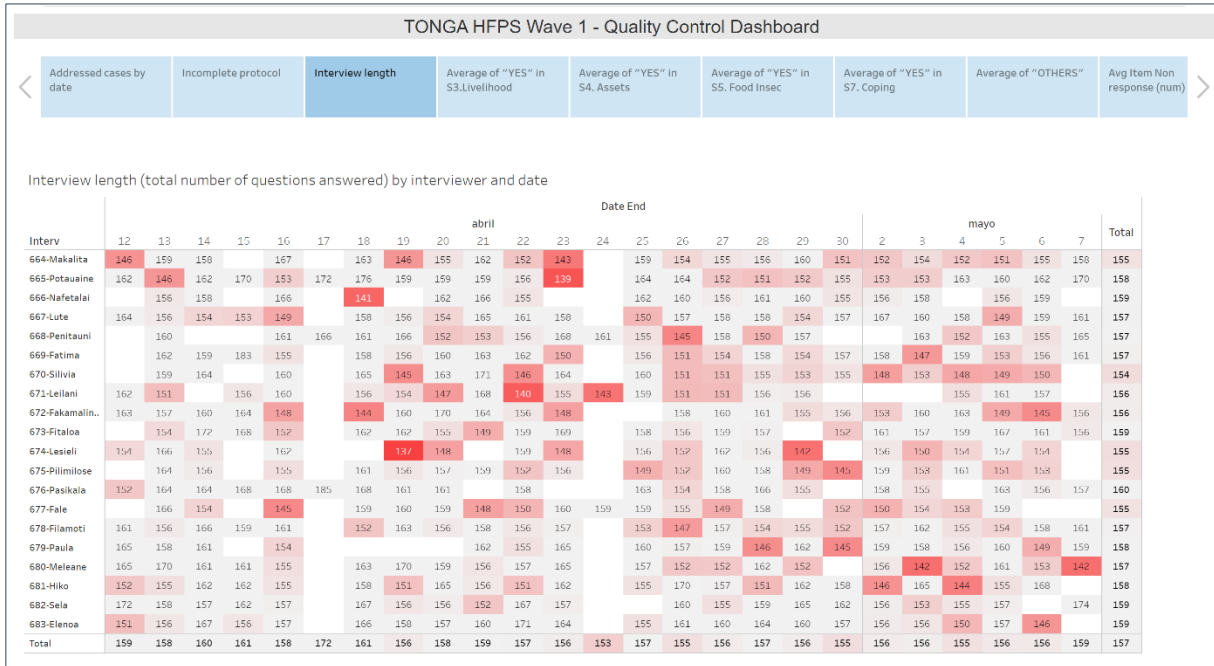 TONGA HFPS Wave 1 - Quality Control Dashboard
Addressed cases by date
Incomplete protocol
Interview length
Average of "YES" in S3.Livelihood
Average of "YES" in S4. Assets
Average of "YES" in S5. Food Insec
Average of "YES" in S7. Coping
Average of "OTHERS"
Avg Item Non response (num)
Interview length (total number of questions answered) by interviewer and date
Date End
abril mayo Total
Interv 12 13 14 15 16 17 18 19 20 21 22 23 24 25 26 27 28 29 30 2 3 4 5 6 7
664-Makalita 146 159 158 167 163 146 155 162 152 143 159 154 155 156 160 151 152 154 152 151 155 158 155
665-Potauaine 162 146 162 170 153 172 176 159 159 159 156 139 164 164 152 151 152 155 153 153 163 160 162 170 158
666-Nafetalai 156 158 166 141 162 166 155 162 160 156 161 160 155 156 158 156 159 159
667-Lute 164 156 154 153 149 158 156 154 165 161 158 150 157 158 158 154 157 167 160 158 149 159 161 157
668-Penitauni 160 161 166 161 166 152 153 156 168 161 155 145 158 150 157 163 152 163 155 165 157
669-Fatima 162 159 183 155 158 156 160 163 162 150 156 151 154 158 154 157 158 147 159 153 156 161 157
670-Silivia 159 164 160 165 145 163 171 146 164 160 151 151 155 153 155 148 153 148 149 150 154
671-Leilani 162 151 156 160 156 154 147 168 140 155 143 159 151 151 156 156 155 161 157 156
672-Fakamalin.. 163 157 160 164 148 144 160 170 164 156 148 158 160 161 155 156 153 160 163 149 145 156 156
673-Fitaloa 154 172 168 152 162 162 155 149 159 169 158 156 159 157 152 161 157 159 167 161 156 159
674-Lesieli 154 166 155 162 137 148 159 148 156 152 162 156 142 156 150 154 157 154 155
675-Pilimilose 164 156 155 161 156 157 159 152 156 149 152 160 158 149 145 159 153 161 151 153 155
676-Pasikala 152 164 164 168 168 185 168 161 161 158 163 154 158 166 155 158 155 163 156 157 160
677-Fale 166 154 145 159 160 159 148 150 160 159 159 155 149 158 152 150 154 153 159 155
678-Filamoti 161 156 166 159 161 152 163 156 158 156 157 153 147 157 154 155 152 157 162 155 154 158 161 157
679-Paula 165 158 161 154 162 155 165 160 157 159 146 162 145 159 158 156 160 149 159 158
680-Meleane 165 170 161 161 155 163 170 159 156 157 165 157 152 152 162 152 156 142 152 161 153 142 157
681-Hiko 152 155 162 162 155 158 151 165 156 151 162 155 170 157 151 162 158 146 165 144 155 168 158
682-Sela 172 158 157 162 157 167 156 156 152 167 157 160 155 159 165 162 156 153 155 157 174 159
683-Elenoa 151 156 167 156 157 166 158 157 160 171 164 155 161 160 164 160 157 156 156 150 157 146 159
Total 159 158 160 161 158 172 161 156 158 159 157 156 153 157 155 156 157 156 155 156 156 155 156 156 159 157